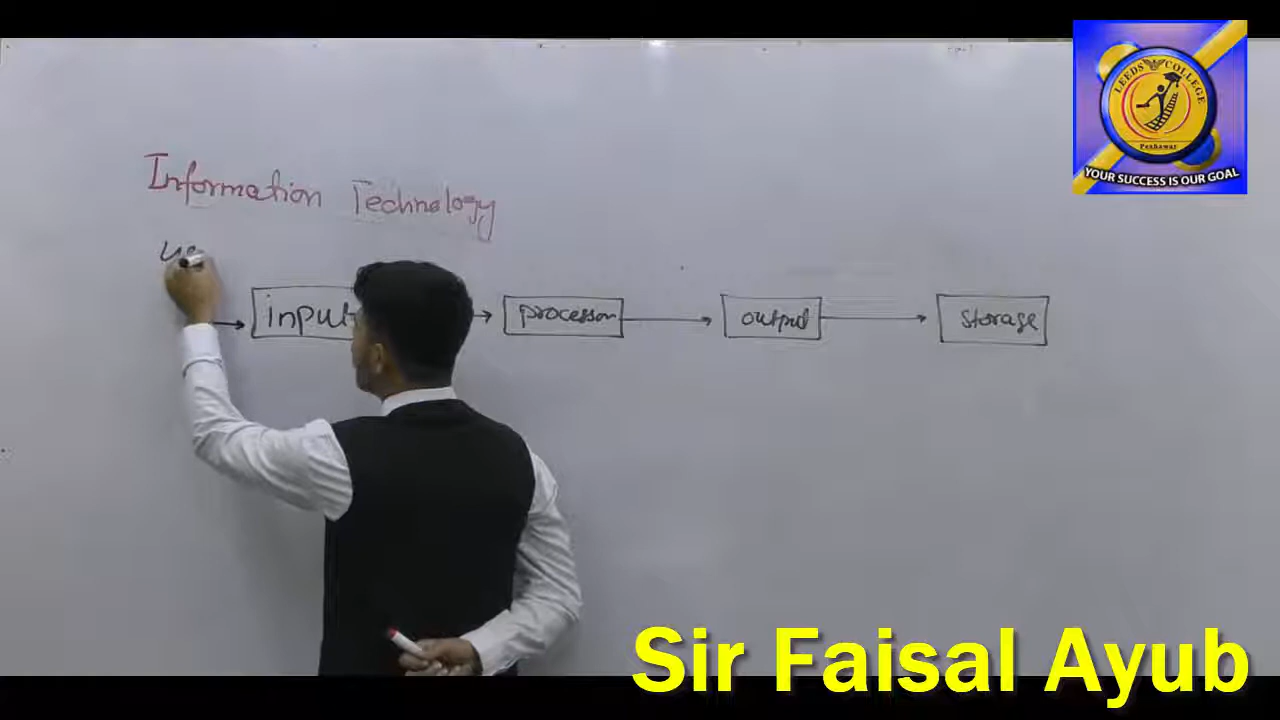 LEEDS COLLEGE
Peshawar
YOUR SUCCESS IS OUR GOAL
Information Technology
input processor output storage
Sir Faisal Ayub